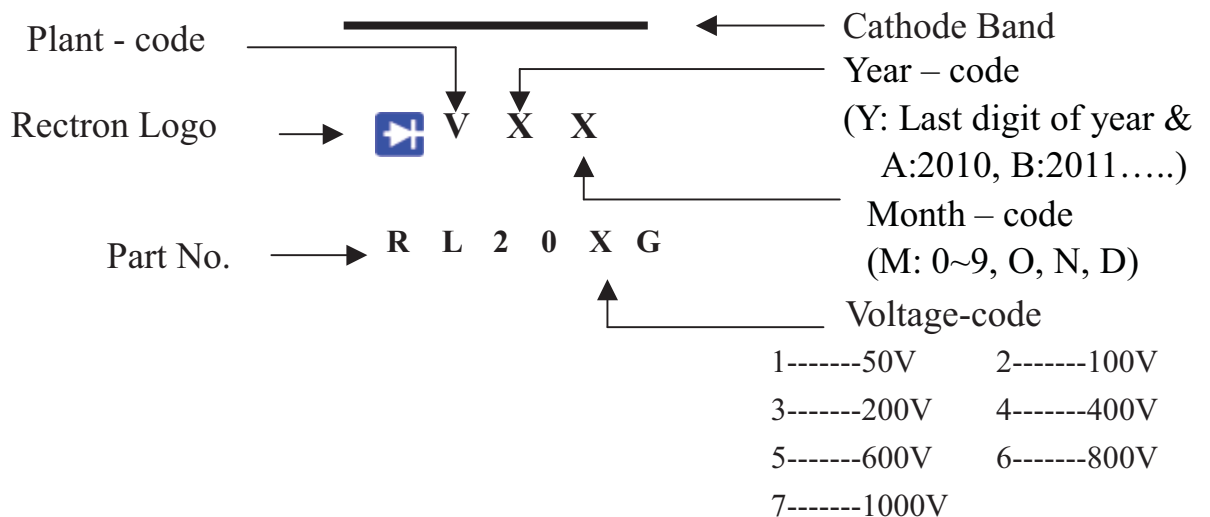 Cathode Band
Plant - code
Year – code
(Y: Last digit of year &
A:2010, B:2011…..)
Rectron Logo
V X X
Month – code
(M: 0~9, O, N, D)
Part No.
R L 2 0 X G
Voltage-code
1-------50V 2-------100V
3-------200V 4-------400V
5-------600V 6-------800V
7-------1000V